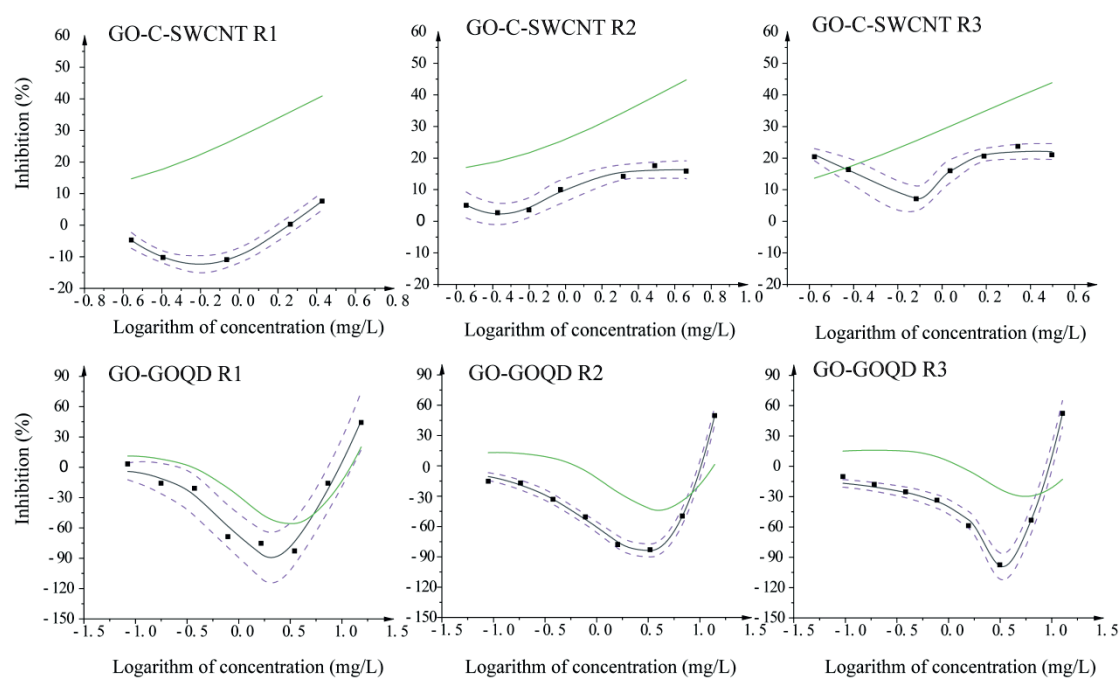 GO-C-SWCNT R1
GO-C-SWCNT R2
GO-C-SWCNT R3
Inhibition (%)
60
50
40
30
20
10
0
-10
-20
-0.8 -0.6 -0.4 -0.2 0.0 0.2 0.4 0.6 0.8
Logarithm of concentration (mg/L)
60
50
40
30
20
10
0
-10
-20
-0.6 -0.4 -0.2 0.0 0.2 0.4 0.6 0.8 1.0
Logarithm of concentration (mg/L)
60
50
40
30
20
10
0
-10
-20
-0.6 -0.4 -0.2 0.0 0.2 0.4 0.6
Logarithm of concentration (mg/L)
GO-GOQD R1
GO-GOQD R2
GO-GOQD R3
Inhibition (%)
90
60
30
0
-30
-60
-90
-120
-150
-1.5 -1.0 -0.5 0.0 0.5 1.0 1.5
Logarithm of concentration (mg/L)
90
60
30
0
-30
-60
-90
-120
-150
-1.5 -1.0 -0.5 0.0 0.5 1.0 1.5
Logarithm of concentration (mg/L)
90
60
30
0
-30
-60
-90
-120
-150
-1.5 -1.0 -0.5 0.0 0.5 1.0 1.5
Logarithm of concentration (mg/L)